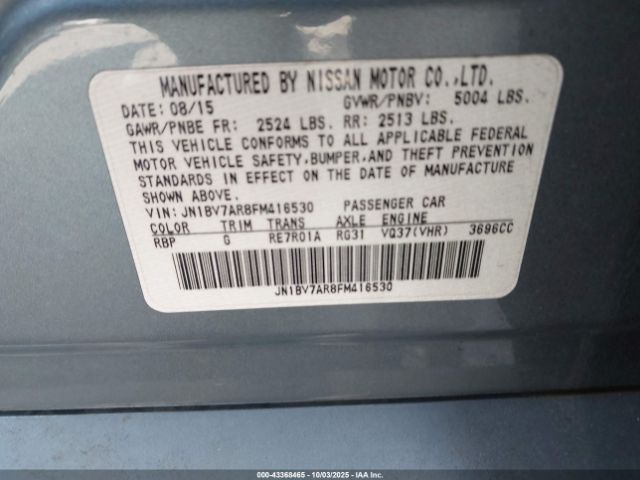 MANUFACTURED BY NISSAN MOTOR CO.,LTD.
DATE: 08/15 GVWR/PNBV: 5004 LBS.
GAWR/PNBE FR: 2524 LBS. RR: 2513 LBS.
THIS VEHICLE CONFORMS TO ALL APPLICABLE FEDERAL
MOTOR VEHICLE SAFETY, BUMPER, AND THEFT PREVENTION
STANDARDS IN EFFECT ON THE DATE OF MANUFACTURE
SHOWN ABOVE.
VIN: JN1BV7AR8FM416530 PASSENGER CAR
COLOR TRIM TRANS AXLE ENGINE
RBP G RE7R01A RG31 VQ37(VHR) 3696CC
JN1BV7AR8FM416530
000-43368465 | 10/03/2025 | IAA Inc.